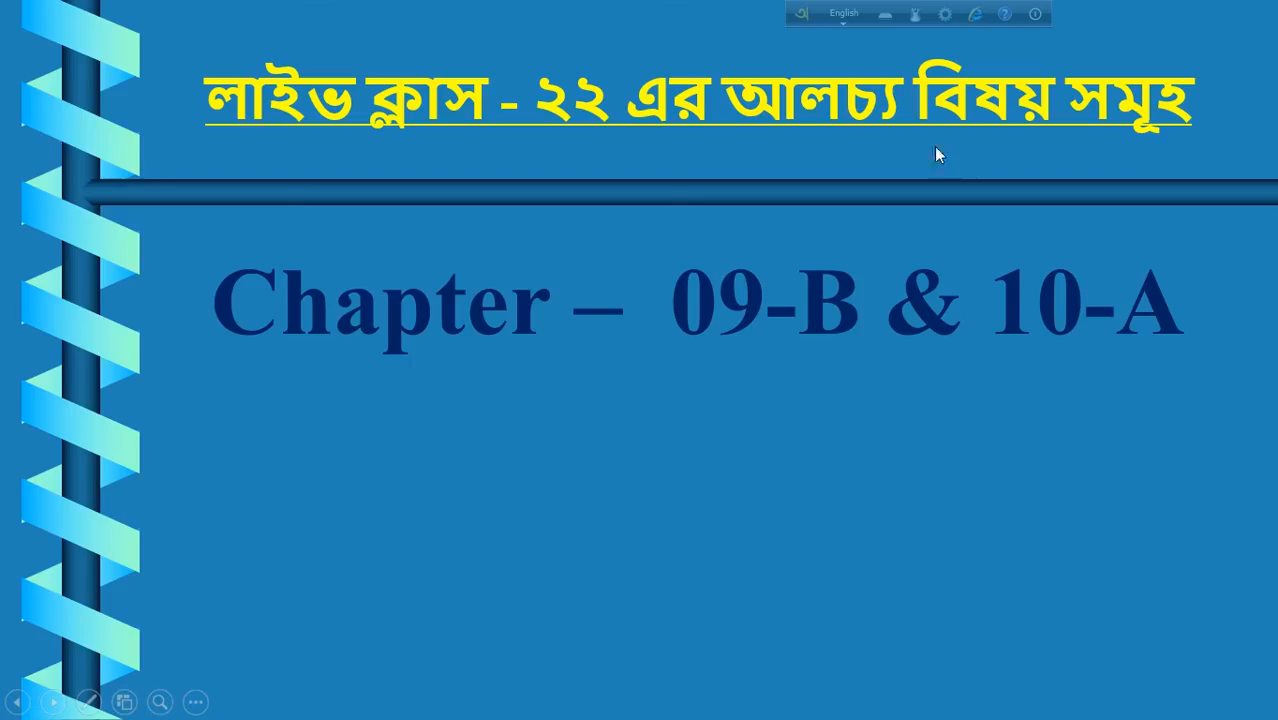 English
লাইভ ক্লাস - ২২ এর আলচ্য বিষয় সমূহ
Chapter – 09-B & 10-A